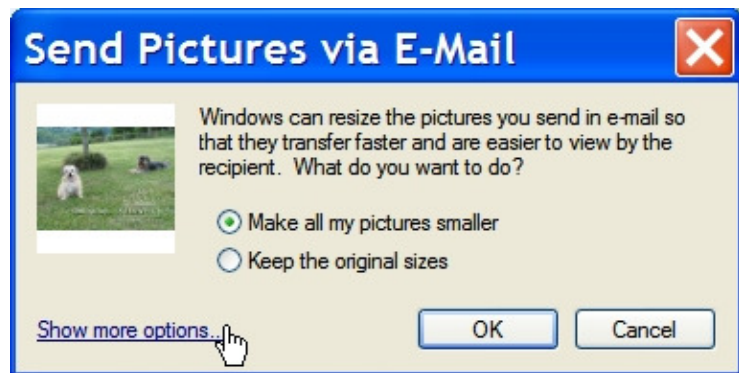 Send Pictures via E-Mail
Windows can resize the pictures you send in e-mail so
that they transfer faster and are easier to view by the
recipient. What do you want to do?
Make all my pictures smaller
Keep the original sizes
Show more options...
OK Cancel